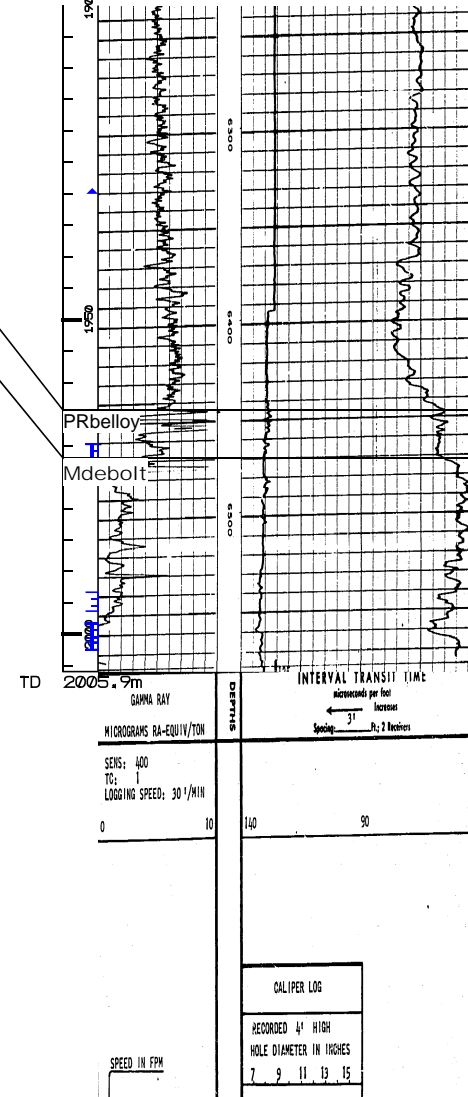 1950
6300
6400
PRbelloy
Mdebolt
6500
2000
TD 2005.9m
GAMMA RAY
MICROGRAMS RA-EQUIV/TON
DEPTHS
INTERVAL TRANSIT TIME
microseconds per foot
Increases
Spacing: 3' Ft.; 2 Receivers
SENS: 400
TC: 1
LOGGING SPEED: 30'/MIN
0 10
140 90
CALIPER LOG
RECORDED 4' HIGH
HOLE DIAMETER IN INCHES
7 9 11 13 15
SPEED IN FPM